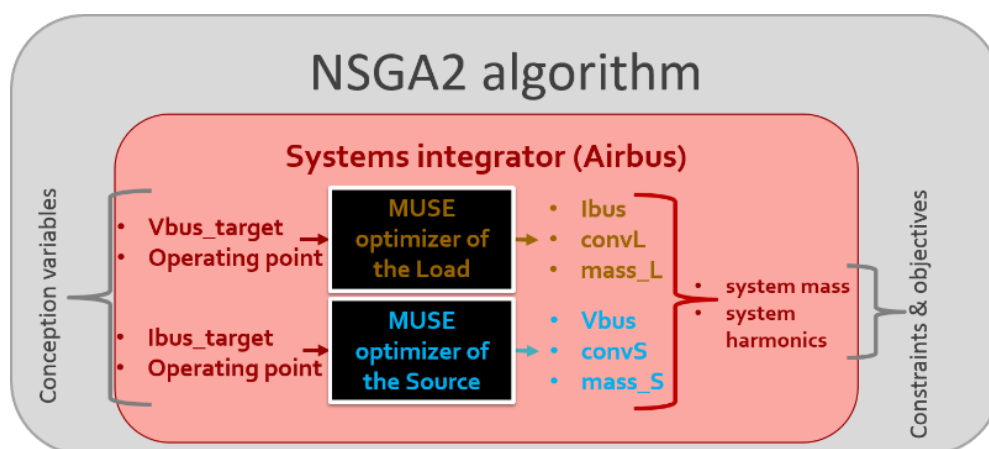 NSGA2 algorithm
Systems integrator (Airbus)
Conception variables
• Vbus_target
• Operating point
MUSE
optimizer of
the Load
• Ibus
• convL
• mass_L
• Ibus_target
• Operating point
MUSE
optimizer of
the Source
• Vbus
• convS
• mass_S
• system mass
• system
harmonics
Constraints & objectives